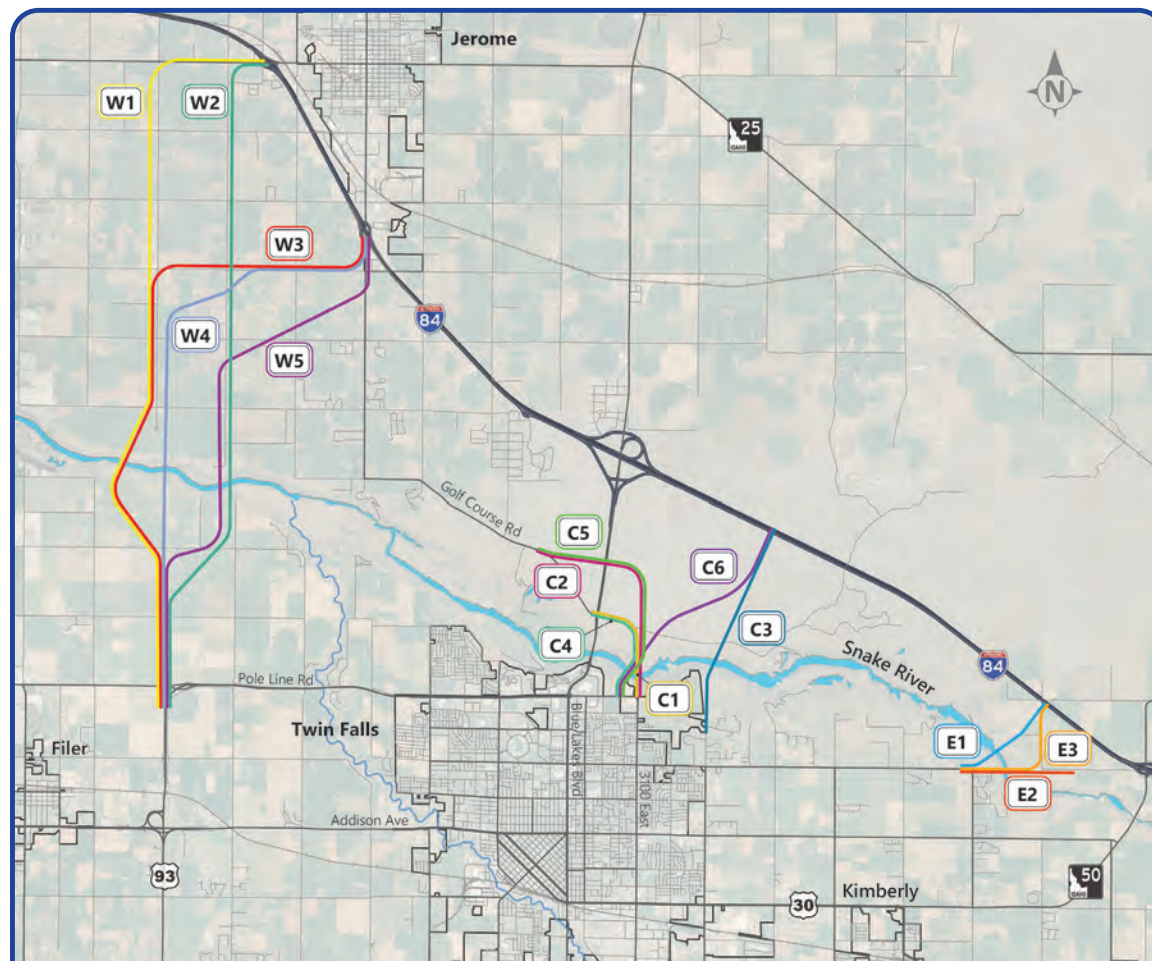 Jerome
W1
W2
N
25
IDAHO
W3
84
W4
W5
Golf Course Rd
C5
C2
C6
C4
C3
Snake River
84
Pole Line Rd
C1
Twin Falls
Blue Lakes Blvd
3300 East
Filer
E1
E3
E2
Addison Ave
93
50
IDAHO
Kimberly
30